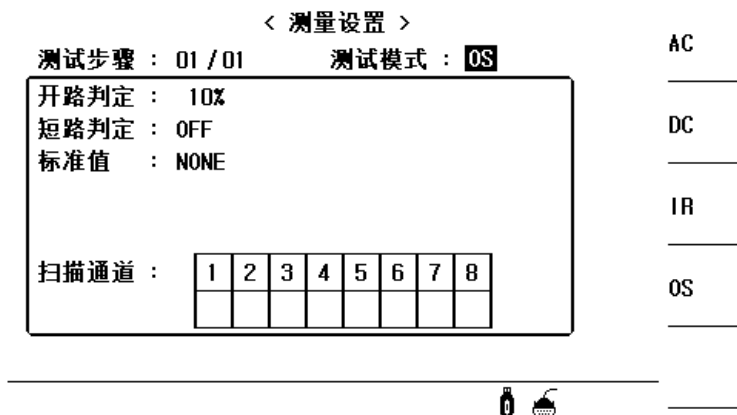 < 测量设置 >
测试步骤 : 01 / 01 测试模式 : OS
开路判定 : 10%
短路判定 : OFF
标准值 : NONE
扫描通道 : 1 2 3 4 5 6 7 8
AC
DC
IR
OS